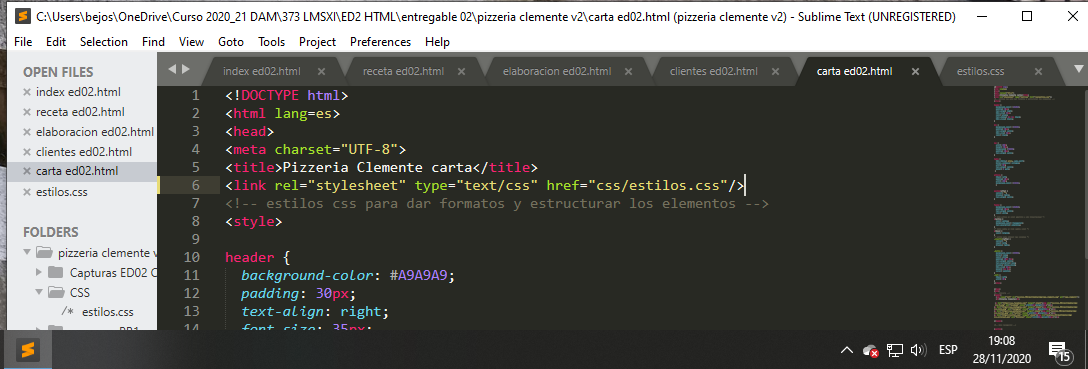 C:\Users\bejos\OneDrive\Curso 2020_21 DAM\373 LMSXI\ED2 HTML\entregable 02\pizzeria clemente v2\carta ed02.html (pizzeria clemente v2) - Sublime Text (UNREGISTERED)
File Edit Selection Find View Goto Tools Project Preferences Help
OPEN FILES
index ed02.html
receta ed02.html
elaboracion ed02.html
clientes ed02.html
carta ed02.html
estilos.css
FOLDERS
pizzeria clemente v
Capturas ED02 C
CSS
/* estilos.css
index ed02.html receta ed02.html elaboracion ed02.html clientes ed02.html carta ed02.html estilos.css
1 <!DOCTYPE html>
2 <html lang=es>
3 <head>
4 <meta charset="UTF-8">
5 <title>Pizzeria Clemente carta</title>
6 <link rel="stylesheet" type="text/css" href="css/estilos.css"/>
7 <!-- estilos css para dar formatos y estructurar los elementos -->
8 <style>
9
10 header {
11 background-color: #A9A9A9;
12 padding: 30px;
13 text-align: right;
14 font-size: 35px;
ESP
19:08
28/11/2020
15